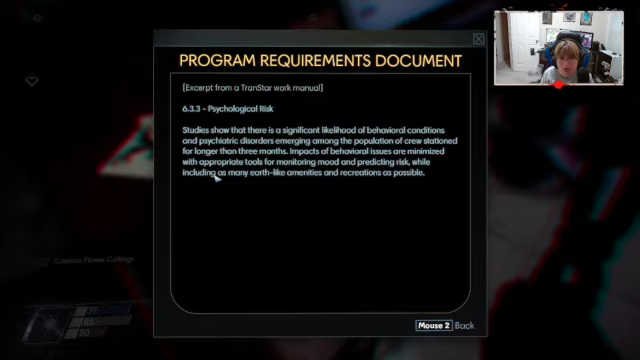 PROGRAM REQUIREMENTS DOCUMENT
[Excerpt from a TranStar work manual]
6.3.3 - Psychological Risk
Studies show that there is a significant likelihood of behavioral conditions
and psychiatric disorders emerging among the population of crew stationed
for longer than three months. Impacts of behavioral issues are minimized
with appropriate tools for monitoring mood and predicting risk, while
including as many earth-like amenities and recreations as possible.
Mouse 2 Back